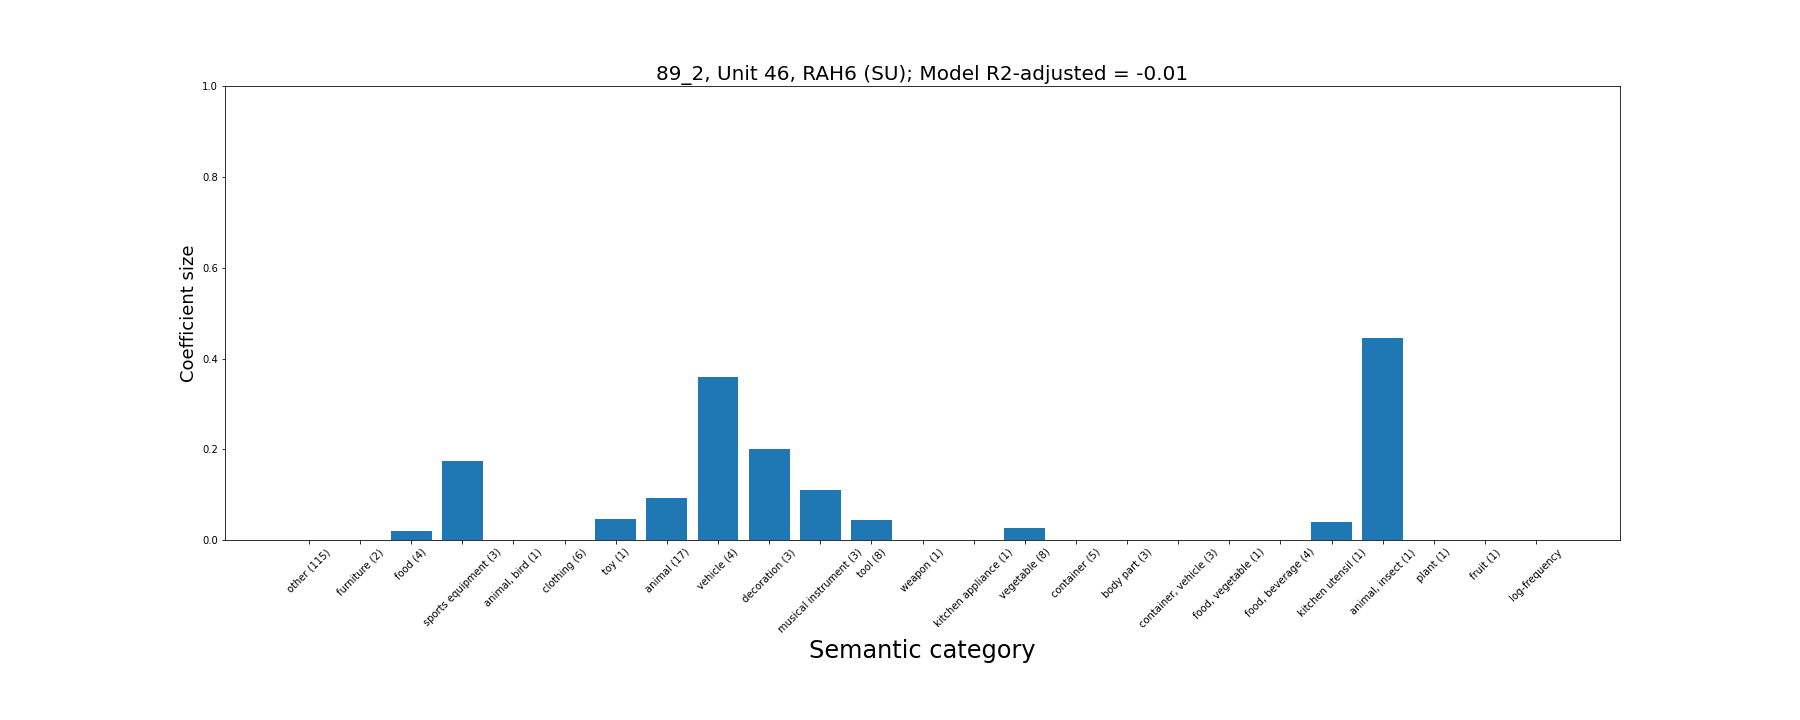 89_2, Unit 46, RAH6 (SU); Model R2-adjusted = -0.01
1.0
0.8
0.6
0.4
0.2
0.0
Coefficient size
other (115)
furniture (2)
food (4)
sports equipment (3)
animal, bird (1)
clothing (6)
toy (1)
animal (17)
vehicle (4)
decoration (3)
musical instrument (3)
tool (8)
weapon (1)
kitchen appliance (1)
vegetable (8)
container (5)
body part (3)
container, vehicle (3)
food, vegetable (1)
food, beverage (4)
kitchen utensil (1)
animal, insect (1)
plant (1)
fruit (1)
log-frequency
Semantic category